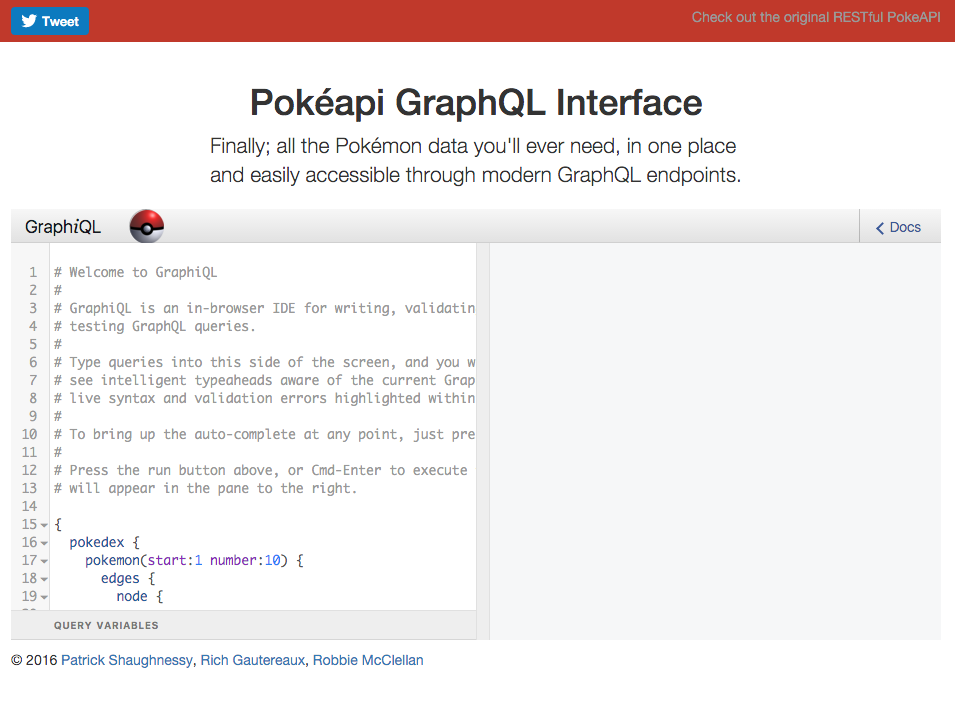 Tweet
Check out the original RESTful PokeAPI
Pokéapi GraphQL Interface
Finally; all the Pokémon data you'll ever need, in one place
and easily accessible through modern GraphQL endpoints.
GraphiQL
Docs
1 # Welcome to GraphiQL
2 #
3 # GraphiQL is an in-browser IDE for writing, validatin
4 # testing GraphQL queries.
5 #
6 # Type queries into this side of the screen, and you w
7 # see intelligent typeaheads aware of the current Grap
8 # live syntax and validation errors highlighted within
9 #
10 # To bring up the auto-complete at any point, just pre
11 #
12 # Press the run button above, or Cmd-Enter to execute
13 # will appear in the pane to the right.
14
15 {
16 pokedex {
17 pokemon(start:1 number:10) {
18 edges {
19 node {
QUERY VARIABLES
© 2016 Patrick Shaughnessy, Rich Gautereaux, Robbie McClellan